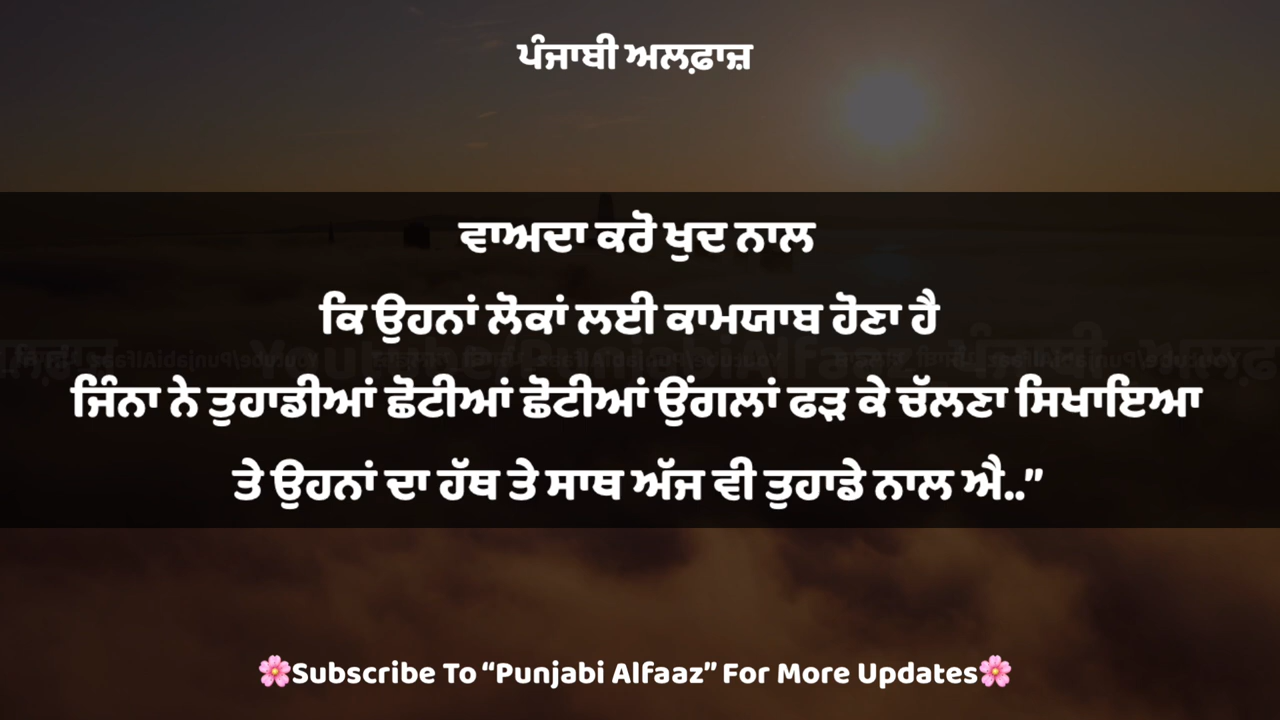 ਪੰਜਾਬੀ ਅਲਫ਼ਾਜ਼
ਵਾਅਦਾ ਕਰੋ ਖੁਦ ਨਾਲ
ਕਿ ਉਹਨਾਂ ਲੋਕਾਂ ਲਈ ਕਾਮਯਾਬ ਹੋਣਾ ਹੈ
ਜਿੰਨਾ ਨੇ ਤੁਹਾਡੀਆਂ ਛੋਟੀਆਂ ਛੋਟੀਆਂ ਉਂਗਲਾਂ ਫੜ ਕੇ ਚੱਲਣਾ ਸਿਖਾਇਆ
ਤੇ ਉਹਨਾਂ ਦਾ ਹੱਥ ਤੇ ਸਾਥ ਅੱਜ ਵੀ ਤੁਹਾਡੇ ਨਾਲ ਐ..”
🌸Subscribe To “Punjabi Alfaaz” For More Updates🌸